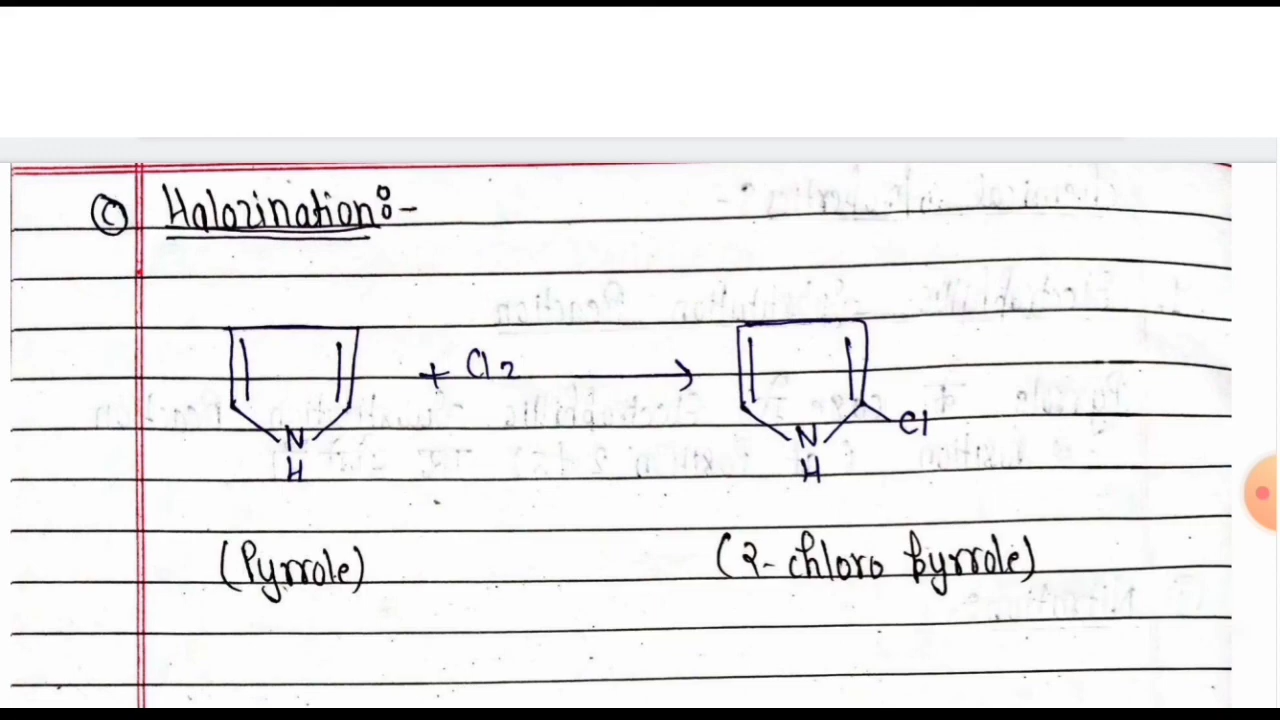 © Halozination:-
+ Cl2 →
Cl
N N
H H
(Pyrrole) (2-chloro pyrrole)